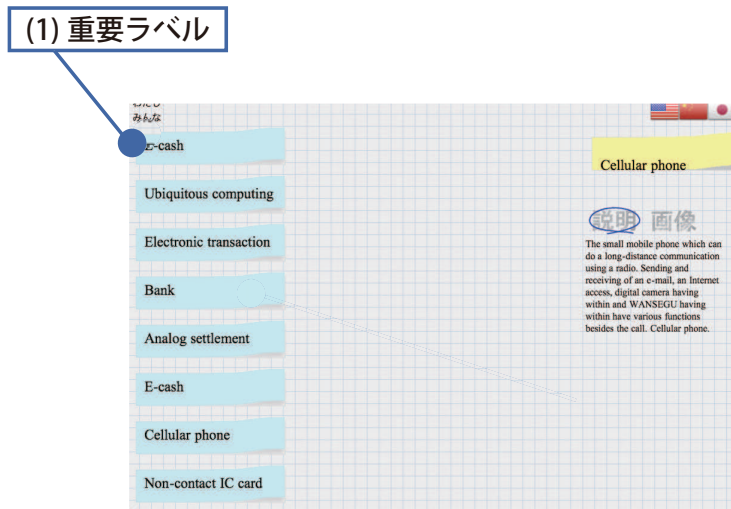 (1) 重要ラベル
みんな
E-cash
Ubiquitous computing
Electronic transaction
Bank
Analog settlement
E-cash
Cellular phone
Non-contact IC card
Cellular phone
説明 画像
The small mobile phone which can
do a long-distance communication
using a radio. Sending and
receiving of an e-mail, an Internet
access, digital camera having
within and WANSEGU having
within have various functions
besides the call. Cellular phone.